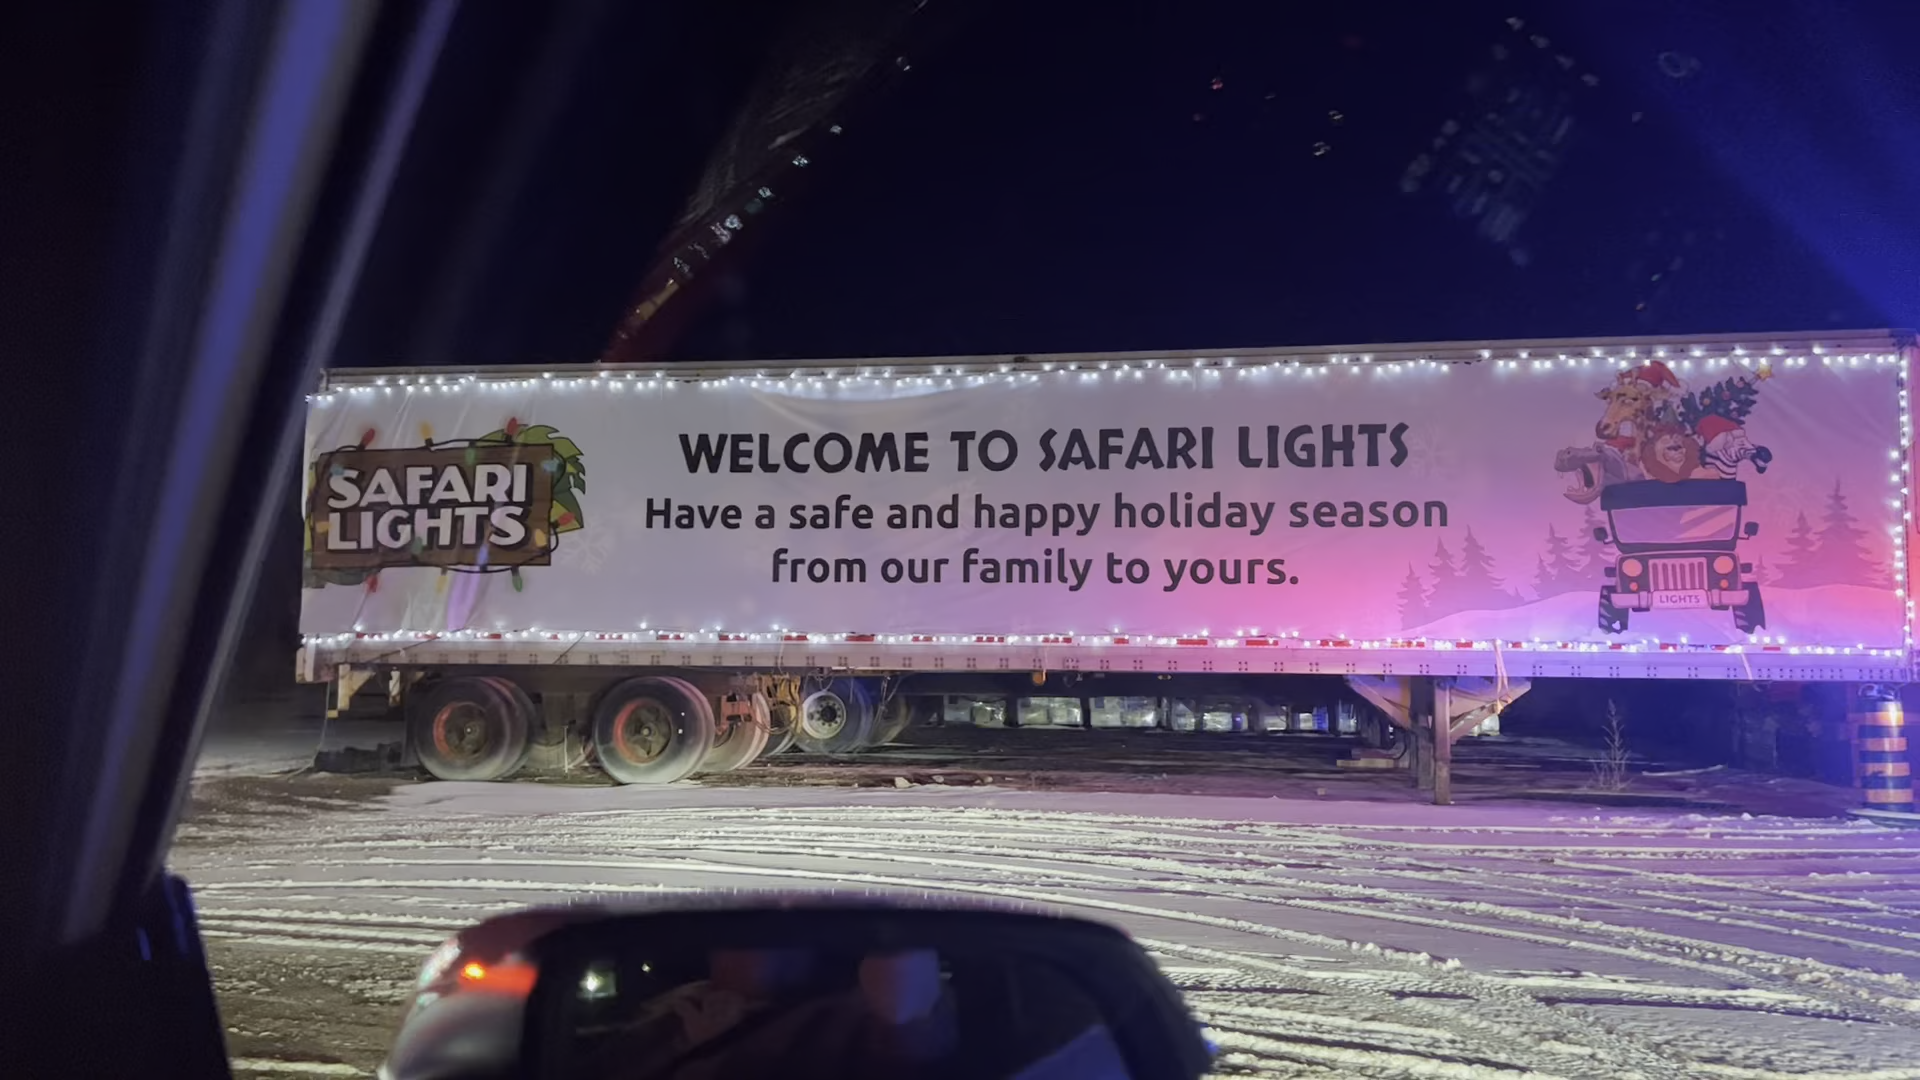 SAFARI
LIGHTS
WELCOME TO SAFARI LIGHTS
Have a safe and happy holiday season
from our family to yours.
LIGHTS